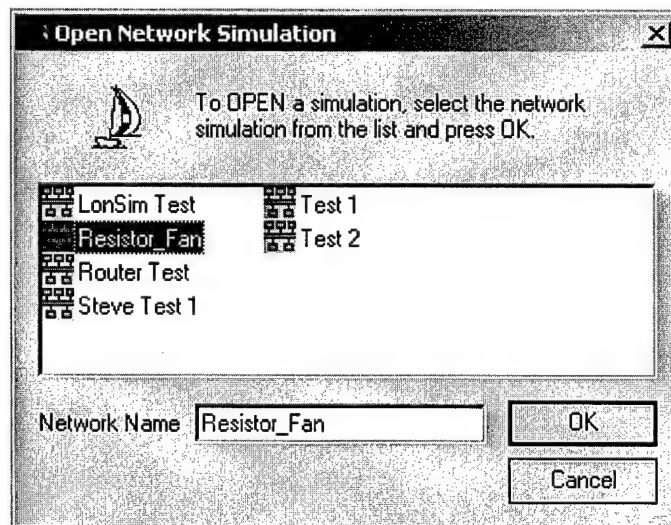 Open Network Simulation
To OPEN a simulation, select the network
simulation from the list and press OK.
LonSim Test
Resistor_Fan
Router Test
Steve Test 1
Test 1
Test 2
Network Name Resistor_Fan
OK
Cancel